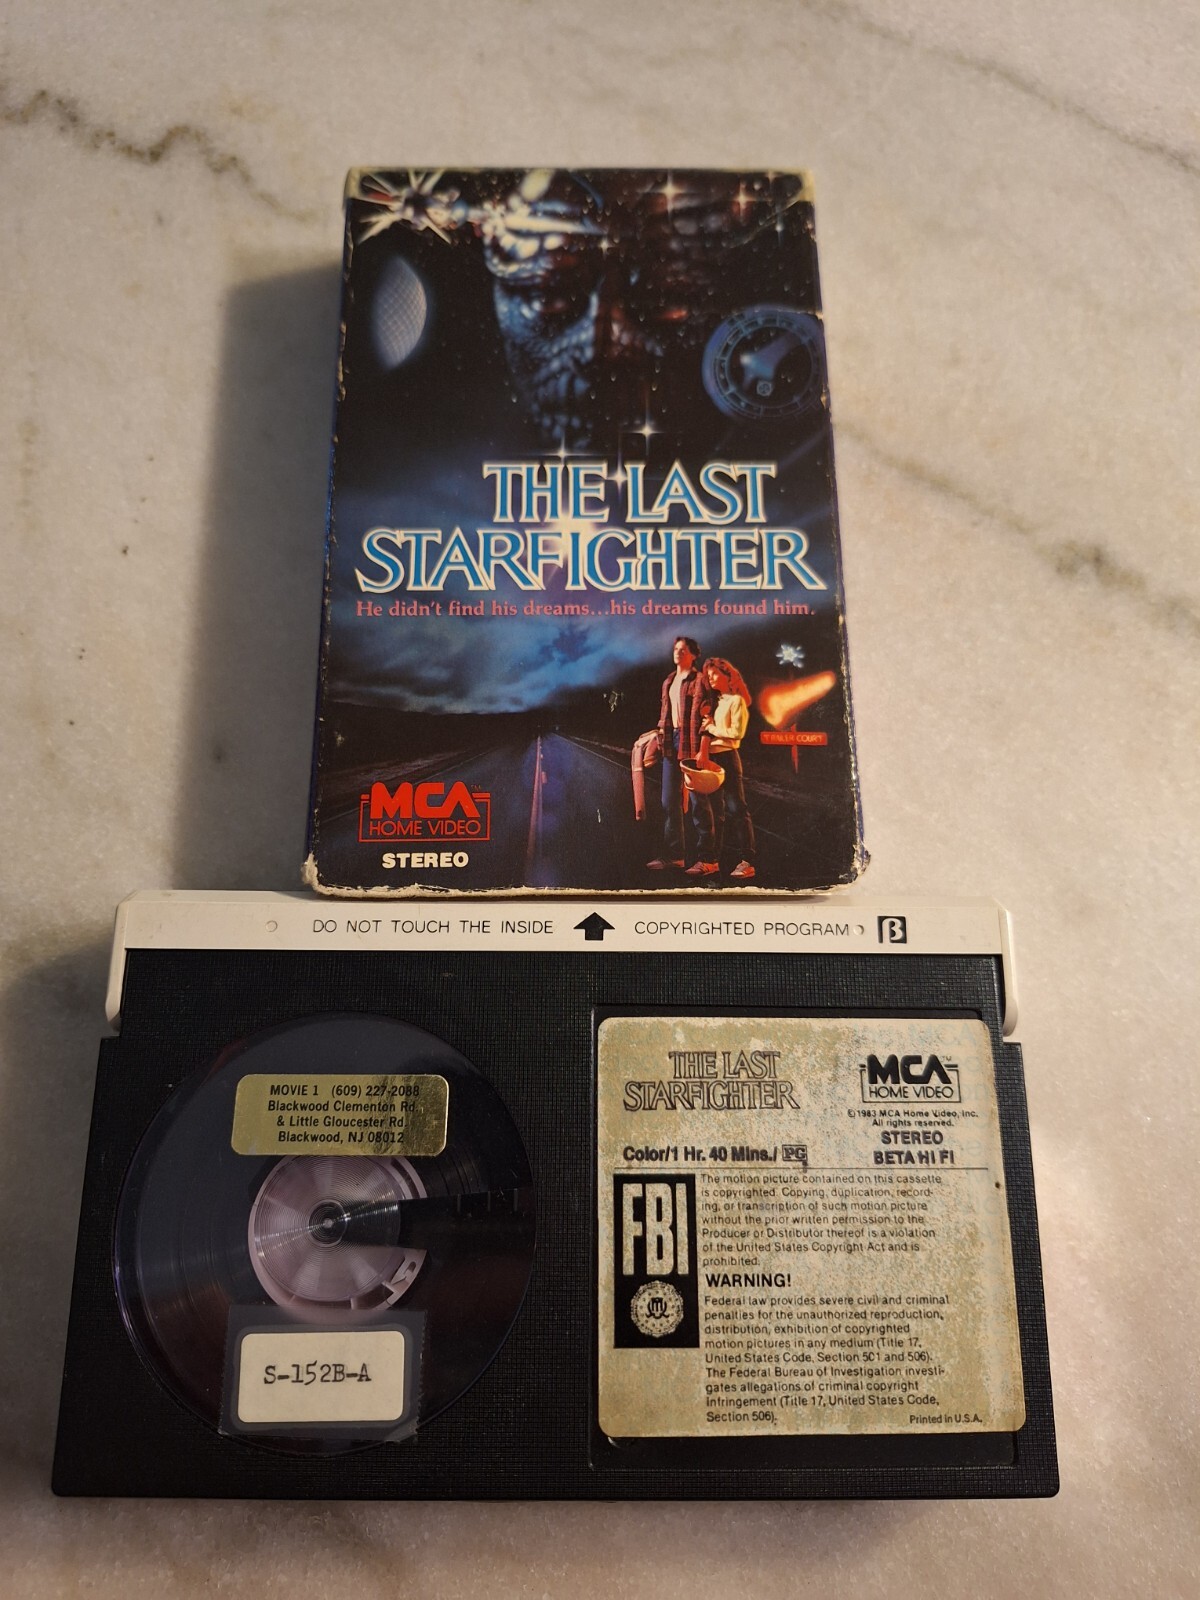 THE LAST
STARFIGHTER
He didn't find his dreams...his dreams found him.
TRAILER COURT
MCA™
HOME VIDEO
STEREO
DO NOT TOUCH THE INSIDE COPYRIGHTED PROGRAM β
MOVIE 1 (609) 227-2088
Blackwood Clementon Rd.
& Little Gloucester Rd.
Blackwood, NJ 08012
S-152B-A
THE LAST
STARFIGHTER
MCA™
HOME VIDEO
©1983 MCA Home Video, Inc.
All rights reserved.
STEREO
BETA HI FI
Color/1 Hr. 40 Mins./ PG
FBI
The motion picture contained on this cassette
is copyrighted. Copying, duplication, record-
ing, or transcription of such motion picture
without the prior written permission to the
Producer or Distributor thereof is a violation
of the United States Copyright Act and is
prohibited.
WARNING!
Federal law provides severe civil and criminal
penalties for the unauthorized reproduction,
distribution, exhibition of copyrighted
motion pictures in any medium (Title 17,
United States Code, Section 501 and 506).
The Federal Bureau of Investigation investi-
gates allegations of criminal copyright
infringement (Title 17, United States Code,
Section 506).
Printed in U.S.A.